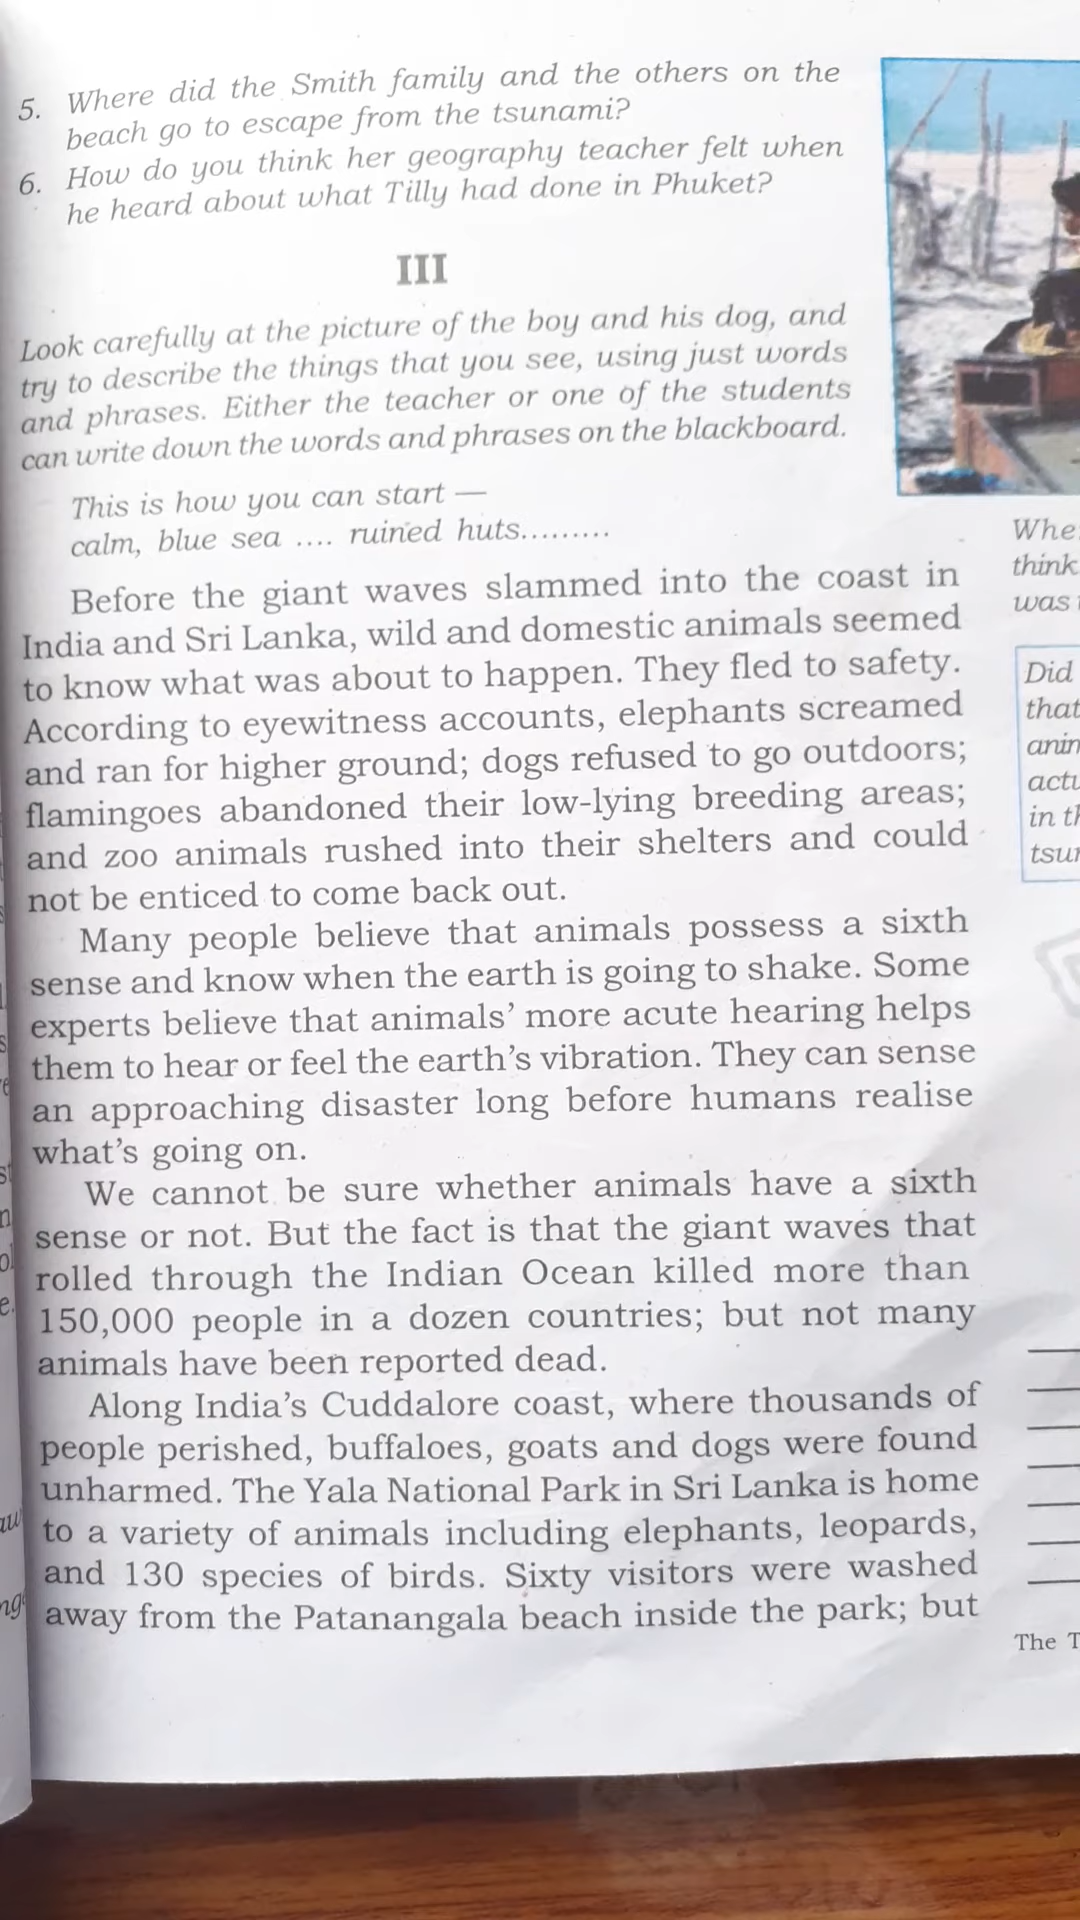 5. Where did the Smith family and the others on the
beach go to escape from the tsunami?
6. How do you think her geography teacher felt when
he heard about what Tilly had done in Phuket?
III
Look carefully at the picture of the boy and his dog, and
try to describe the things that you see, using just words
and phrases. Either the teacher or one of the students
can write down the words and phrases on the blackboard.
This is how you can start —
calm, blue sea .... ruined huts.........
Before the giant waves slammed into the coast in
India and Sri Lanka, wild and domestic animals seemed
to know what was about to happen. They fled to safety.
According to eyewitness accounts, elephants screamed
and ran for higher ground; dogs refused to go outdoors;
flamingoes abandoned their low-lying breeding areas;
and zoo animals rushed into their shelters and could
not be enticed to come back out.
Many people believe that animals possess a sixth
sense and know when the earth is going to shake. Some
experts believe that animals' more acute hearing helps
them to hear or feel the earth's vibration. They can sense
an approaching disaster long before humans realise
what's going on.
We cannot be sure whether animals have a sixth
sense or not. But the fact is that the giant waves that
rolled through the Indian Ocean killed more than
150,000 people in a dozen countries; but not many
animals have been reported dead.
Along India's Cuddalore coast, where thousands of
people perished, buffaloes, goats and dogs were found
unharmed. The Yala National Park in Sri Lanka is home
to a variety of animals including elephants, leopards,
and 130 species of birds. Sixty visitors were washed
away from the Patanangala beach inside the park; but
think
was
Did
that
in
The